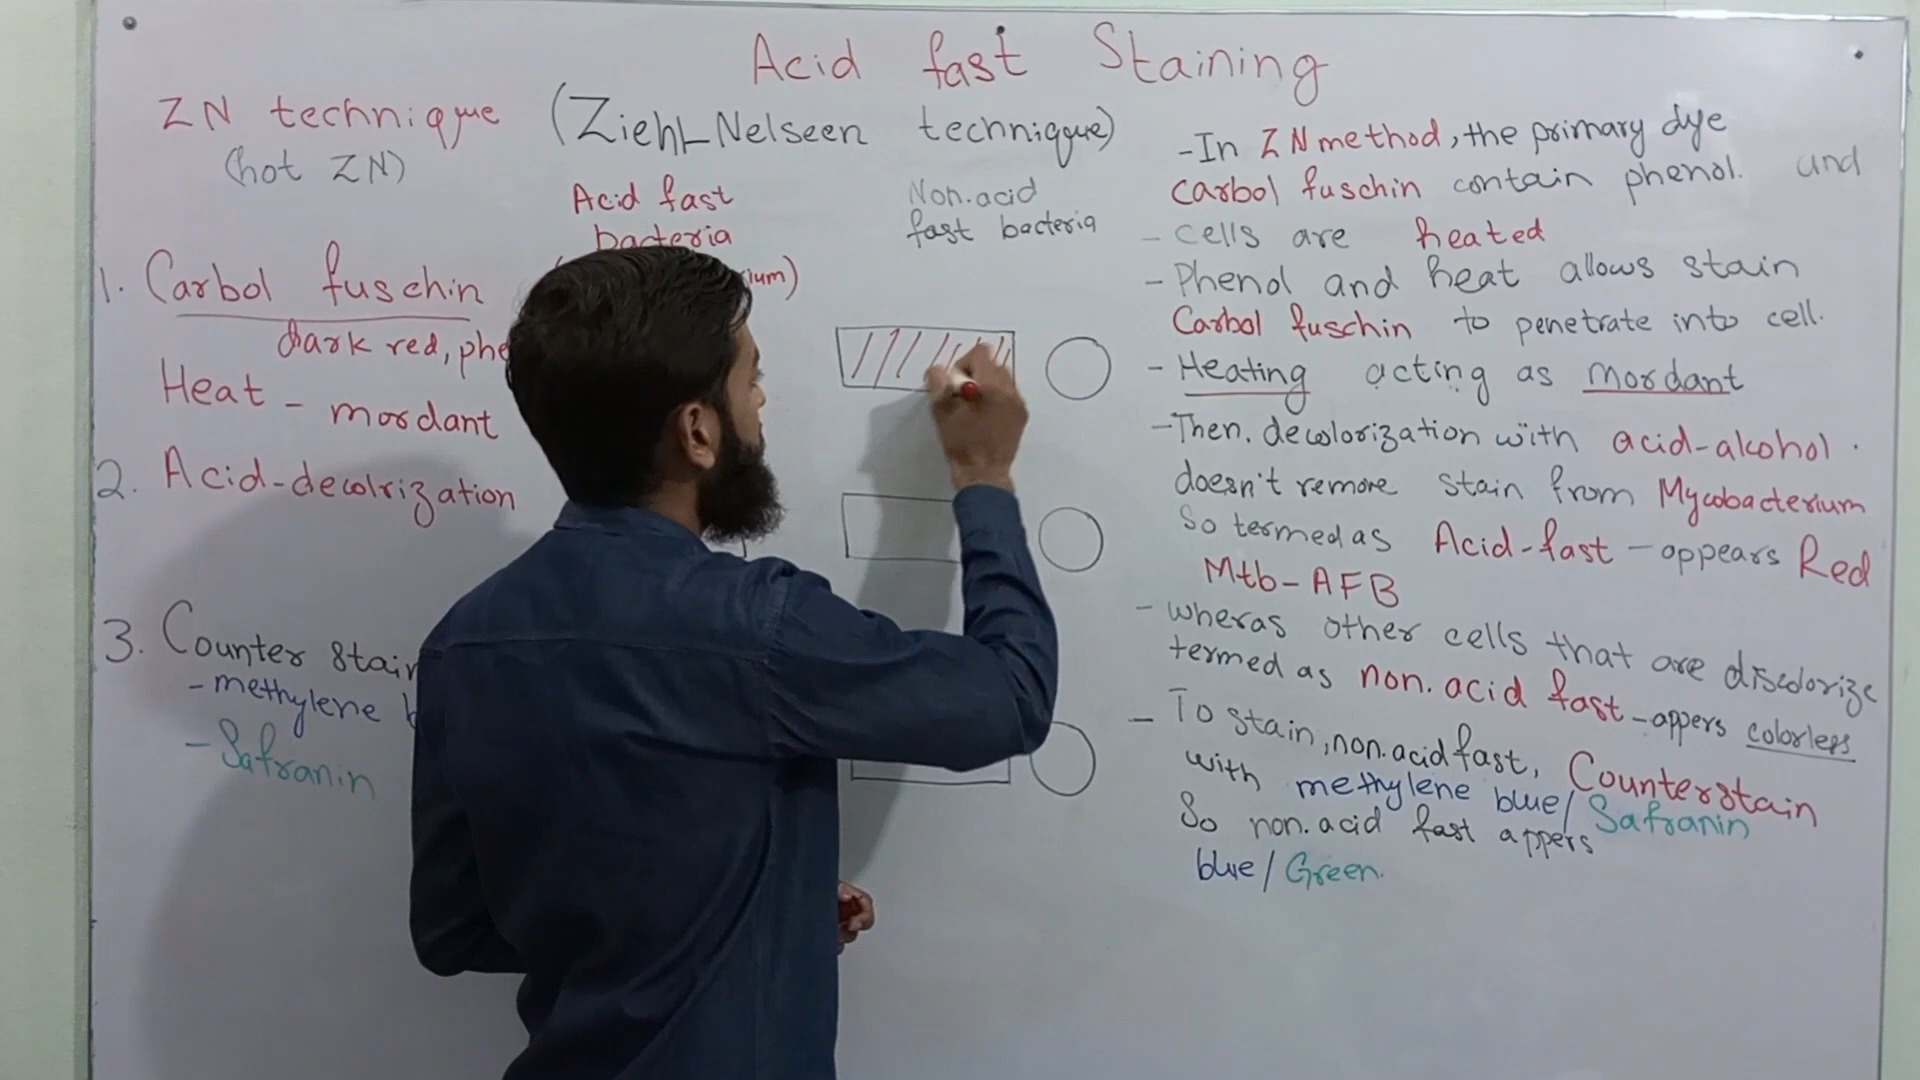 Acid fast Staining
ZN technique (Ziehl-Nelseen technique)
(hot ZN)
Acid fast
bacteria
ium)
Non.acid
fast bacteria
1. Carbol fuschin
dark red, phe
Heat - mordant
2. Acid-decolrization
3. Counter stain
- methylene b
- Safranin
- In ZN method, the primary dye
Carbol fuschin contain phenol. and
- Cells are heated
- Phenol and heat allows stain
Carbol fuschin to penetrate into cell.
- Heating acting as mordant
- Then. decolorization with acid-alcohol.
doesn't remove stain from Mycobacterium
So termed as Acid-fast - appears Red
Mtb-AFB
- wheras other cells that are discolorize
termed as non.acid fast - appers colorless
- To stain, non.acid fast, Counterstain
with methylene blue/Safranin
So non.acid fast appers
blue/Green.